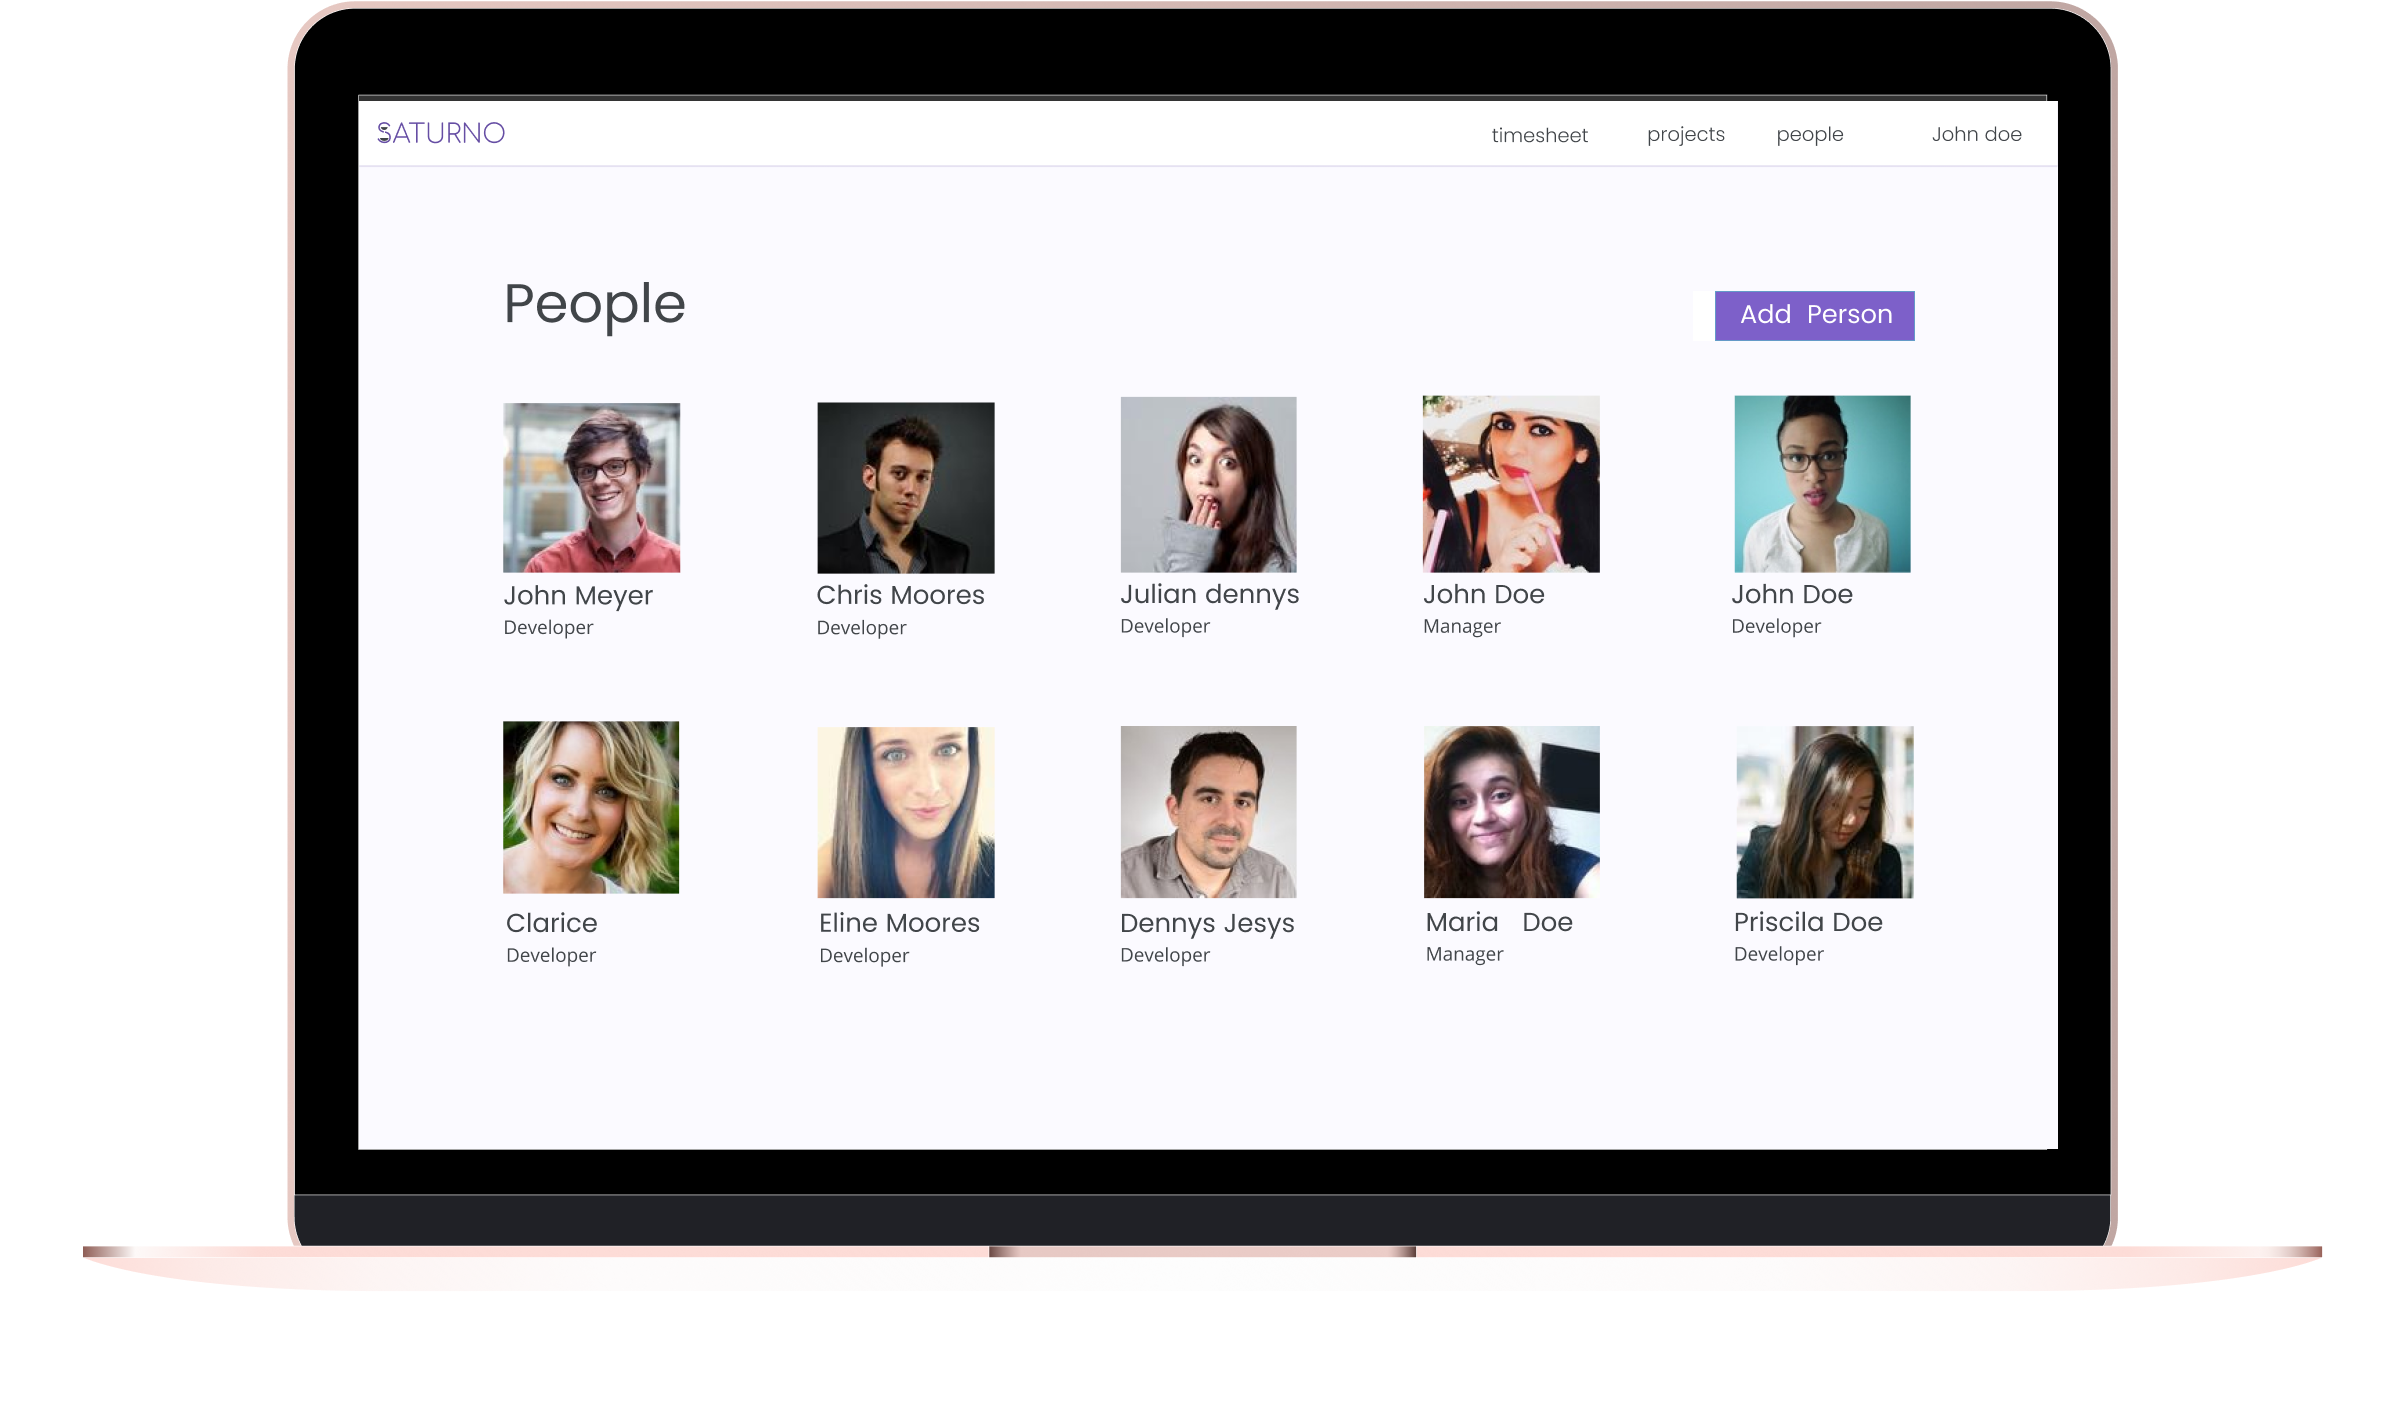 SATURNO
timesheet projects people John doe
People
Add Person
John Meyer
Developer
Chris Moores
Developer
Julian dennys
Developer
John Doe
Manager
John Doe
Developer
Clarice
Developer
Eline Moores
Developer
Dennys Jesys
Developer
Maria Doe
Manager
Priscila Doe
Developer